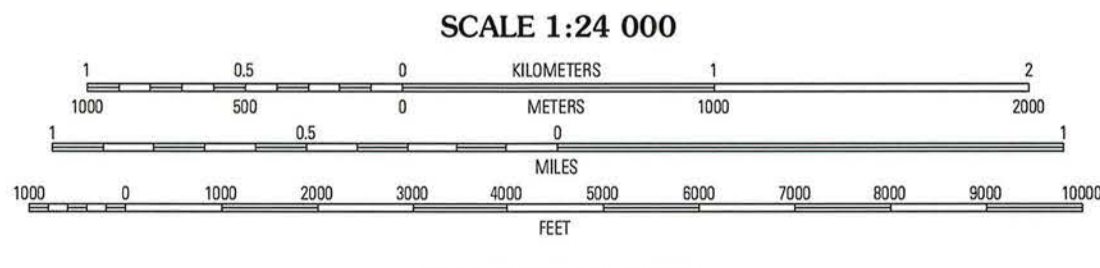 SCALE 1:24 000
1 0.5 0 KILOMETERS 1 2
1000 500 0 METERS 1000 2000
1 0.5 0 1
MILES
1000 0 1000 2000 3000 4000 5000 6000 7000 8000 9000 10000
FEET